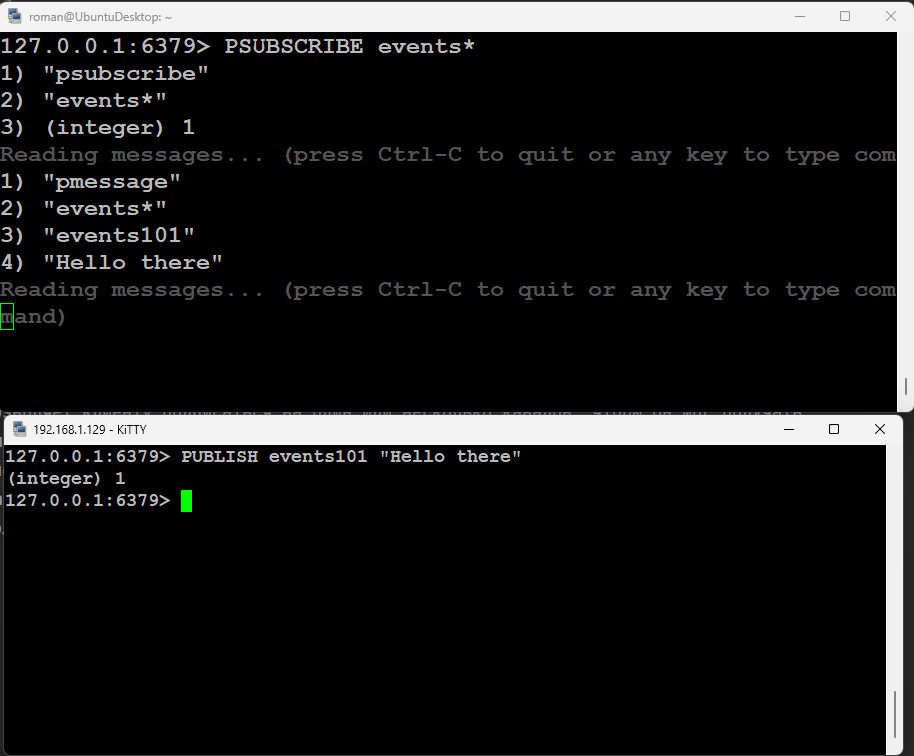 roman@UbuntuDesktop: ~
127.0.0.1:6379> PSUBSCRIBE events*
1) "psubscribe"
2) "events*"
3) (integer) 1
Reading messages... (press Ctrl-C to quit or any key to type com
1) "pmessage"
2) "events*"
3) "events101"
4) "Hello there"
Reading messages... (press Ctrl-C to quit or any key to type com
mand)
192.168.1.129 - KiTTY
127.0.0.1:6379> PUBLISH events101 "Hello there"
(integer) 1
127.0.0.1:6379>